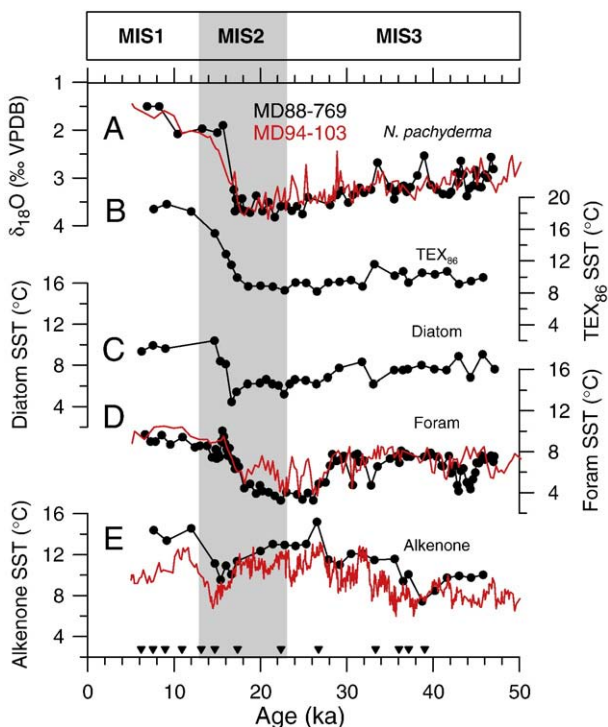 MIS1 MIS2 MIS3
1
2
3
4
δ18O (‰ VPDB)
A
MD88-769
MD94-103
N. pachyderma
B
TEX86
20
16
12
8
4
TEX86 SST (°C)
16
12
8
4
Diatom SST (°C)
C
Diatom
D
Foram
16
12
8
4
Foram SST (°C)
E
Alkenone
16
12
8
4
Alkenone SST (°C)
0 10 20 30 40 50
Age (ka)